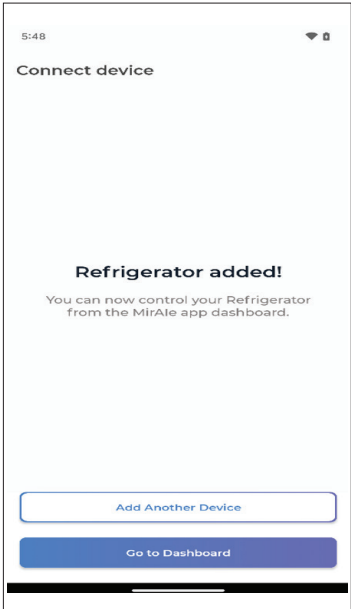 5:48
Connect device
Refrigerator added!
You can now control your Refrigerator
from the MirAIe app dashboard.
Add Another Device
Go to Dashboard